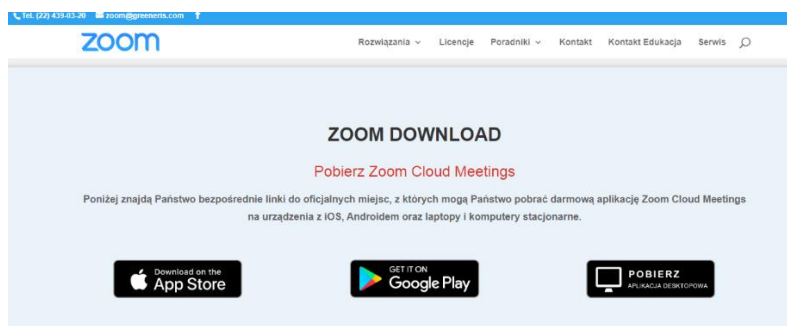 Tel. (22) 439-03-20 zoom@greeneris.com
zoom
Rozwiązania Licencje Poradniki Kontakt Kontakt Edukacja Serwis
ZOOM DOWNLOAD
Pobierz Zoom Cloud Meetings
Poniżej znajdą Państwo bezpośrednie linki do oficjalnych miejsc, z których mogą Państwo pobrać darmową aplikację Zoom Cloud Meetings
na urządzenia z iOS, Androidem oraz laptopy i komputery stacjonarne.
Download on the
App Store
GET IT ON
Google Play
POBIERZ
APLIKACJA DESKTOPOWA